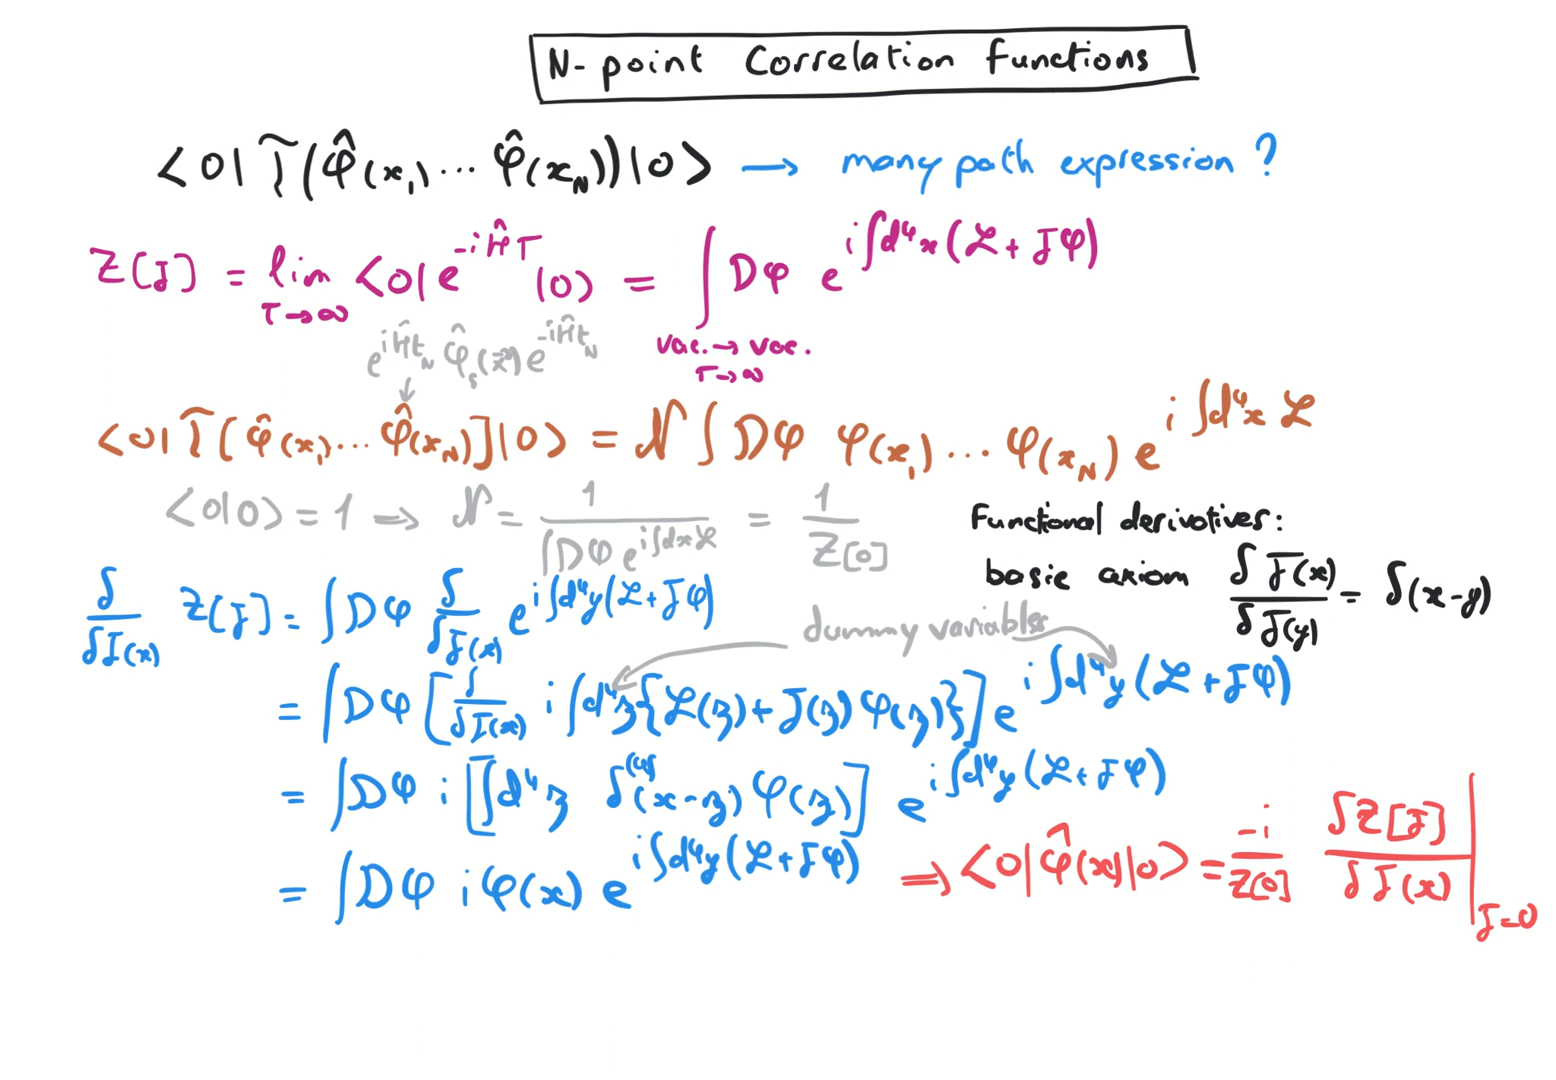 N-point Correlation Functions
<0|T̃(φ̂(x₁)...φ̂(x_N))|0> → many path expression?
Z[J] = lim_{T→∞} <0|e^{-iĤT}|0> = ∫_{vac.→vac. T→∞} Dφ e^{i∫d⁴x(ℒ+Jφ)}
e^{iĤt_N} φ̂_s(x⃗) e^{-iĤt_N}
<0|T̃[φ̂(x₁)...φ̂(x_N)]|0> = 𝒩 ∫Dφ φ(x₁)...φ(x_N) e^{i∫d⁴x ℒ}
<0|0> = 1 ⇒ 𝒩 = 1/∫Dφ e^{i∫dxℒ} = 1/Z[0]
Functional derivatives:
basic axiom δJ(x)/δJ(y) = δ(x-y)
δ/δJ(x) Z[J] = ∫Dφ δ/δJ(x) e^{i∫d⁴y(ℒ+Jφ)}
dummy variables
= ∫Dφ [δ/δJ(x) i∫d⁴z{ℒ(z)+J(z)φ(z)}] e^{i∫d⁴y(ℒ+Jφ)}
= ∫Dφ i[∫d⁴z δ⁽⁴⁾(x-z)φ(z)] e^{i∫d⁴y(ℒ+Jφ)}
= ∫Dφ iφ(x) e^{i∫d⁴y(ℒ+Jφ)} ⇒ <0|φ̂(x)|0> = -i/Z[0] δZ[J]/δJ(x)|_{J=0}